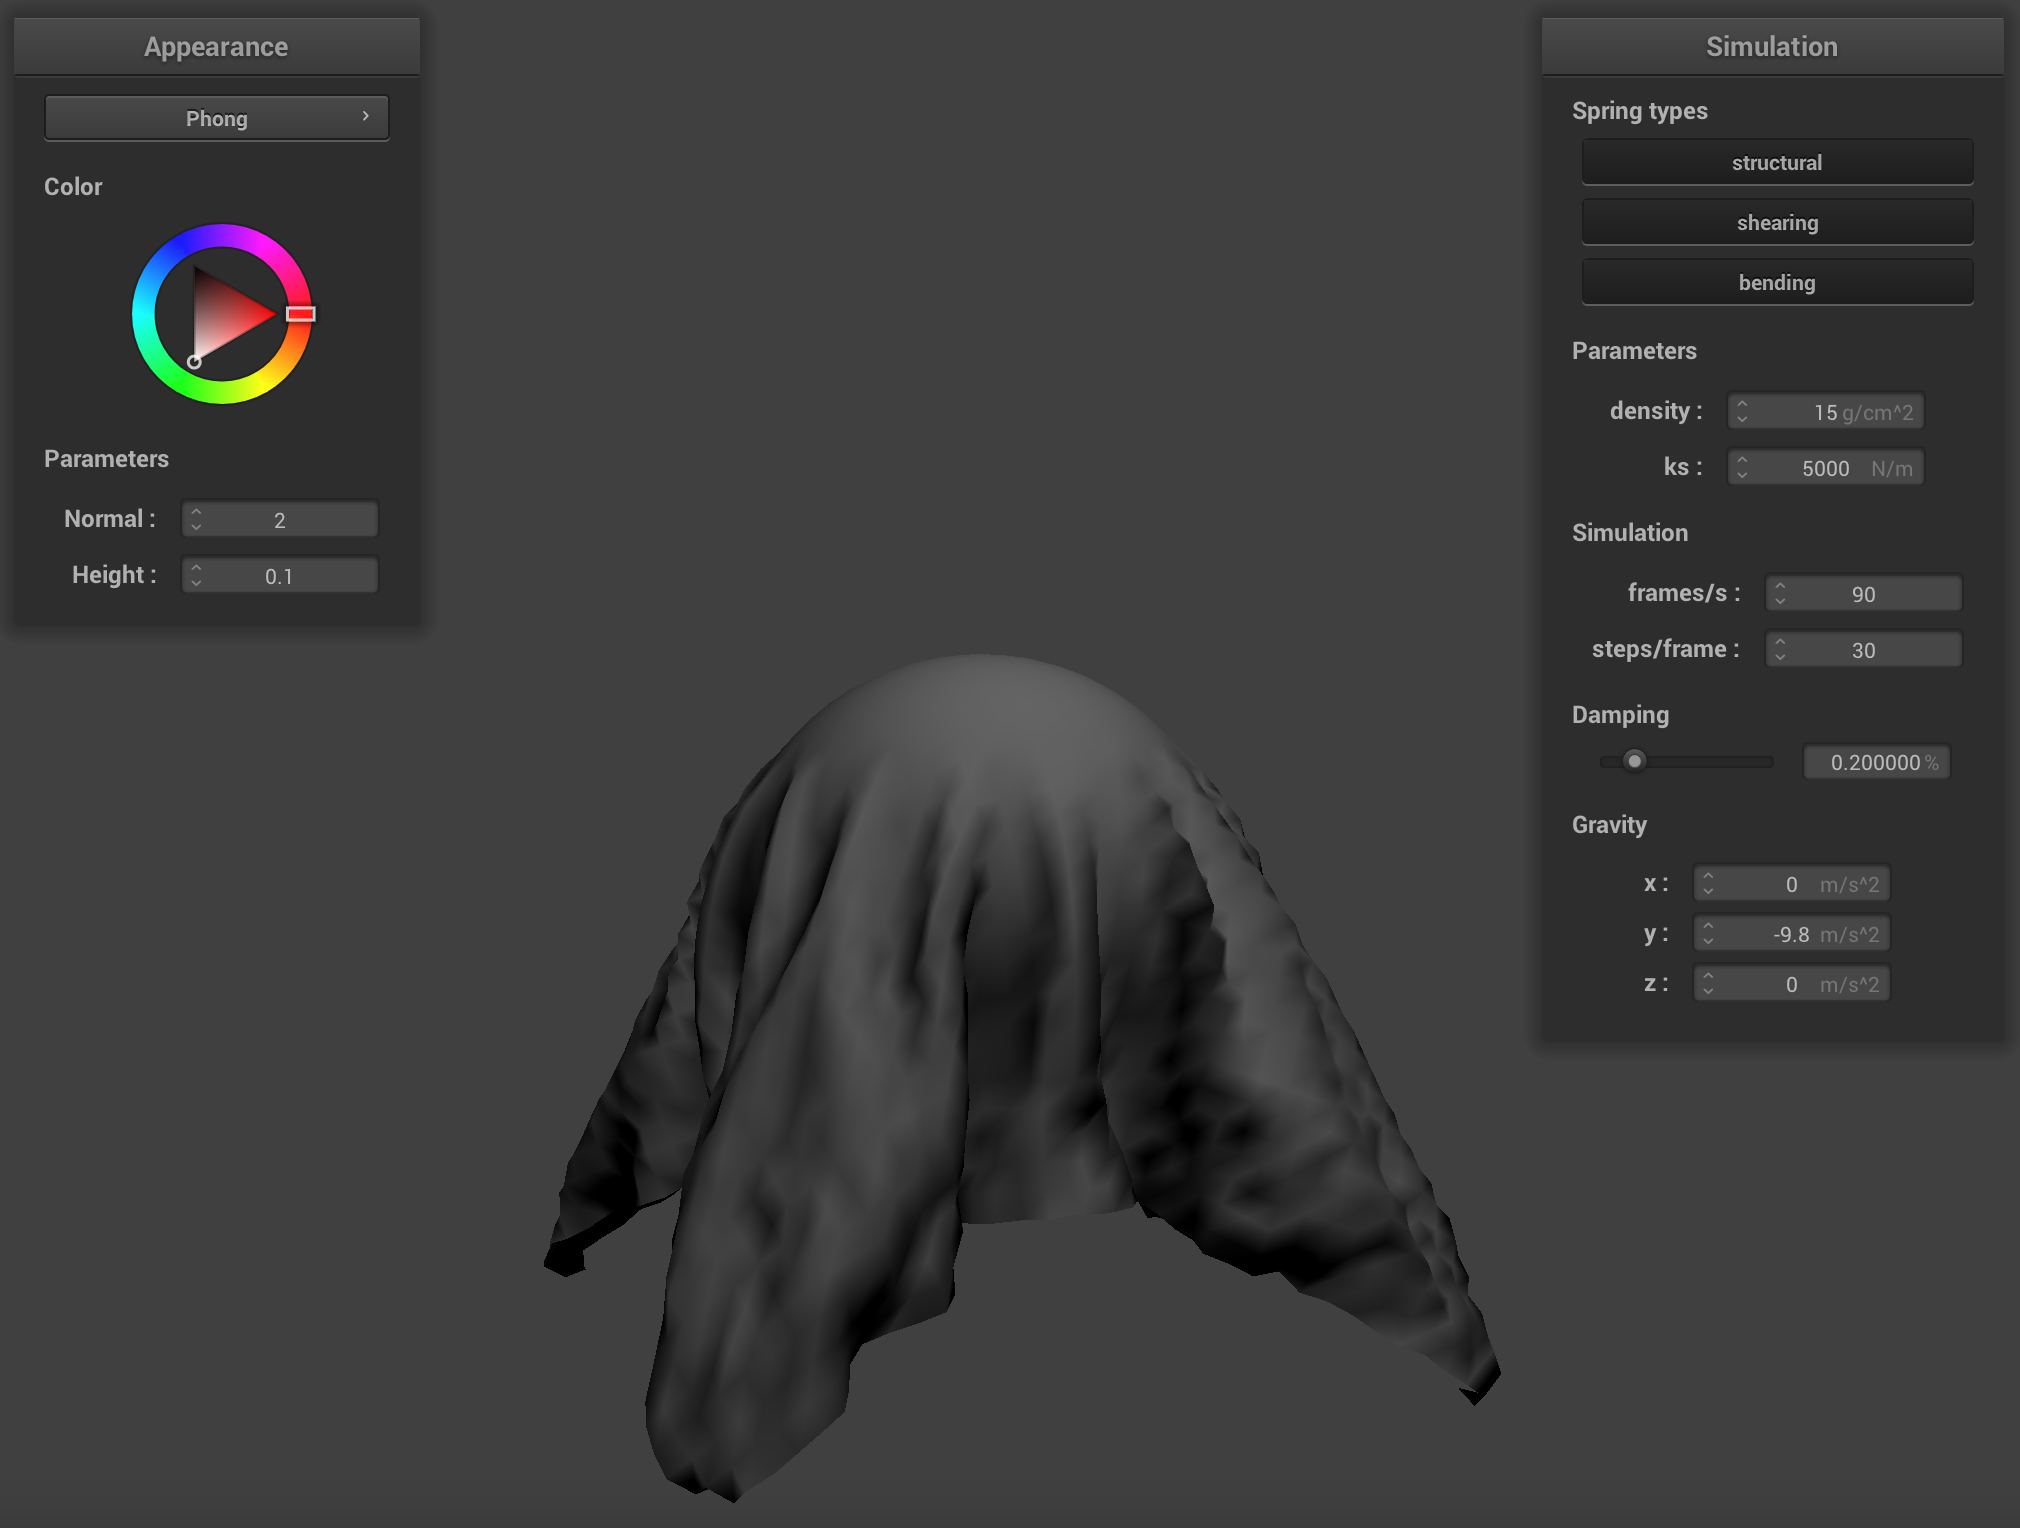 Appearance
Phong
Color
Parameters
Normal : 2
Height : 0.1
Simulation
Spring types
structural
shearing
bending
Parameters
density : 15 g/cm^2
ks : 5000 N/m
Simulation
frames/s : 90
steps/frame : 30
Damping
0.200000 %
Gravity
x : 0 m/s^2
y : -9.8 m/s^2
z : 0 m/s^2